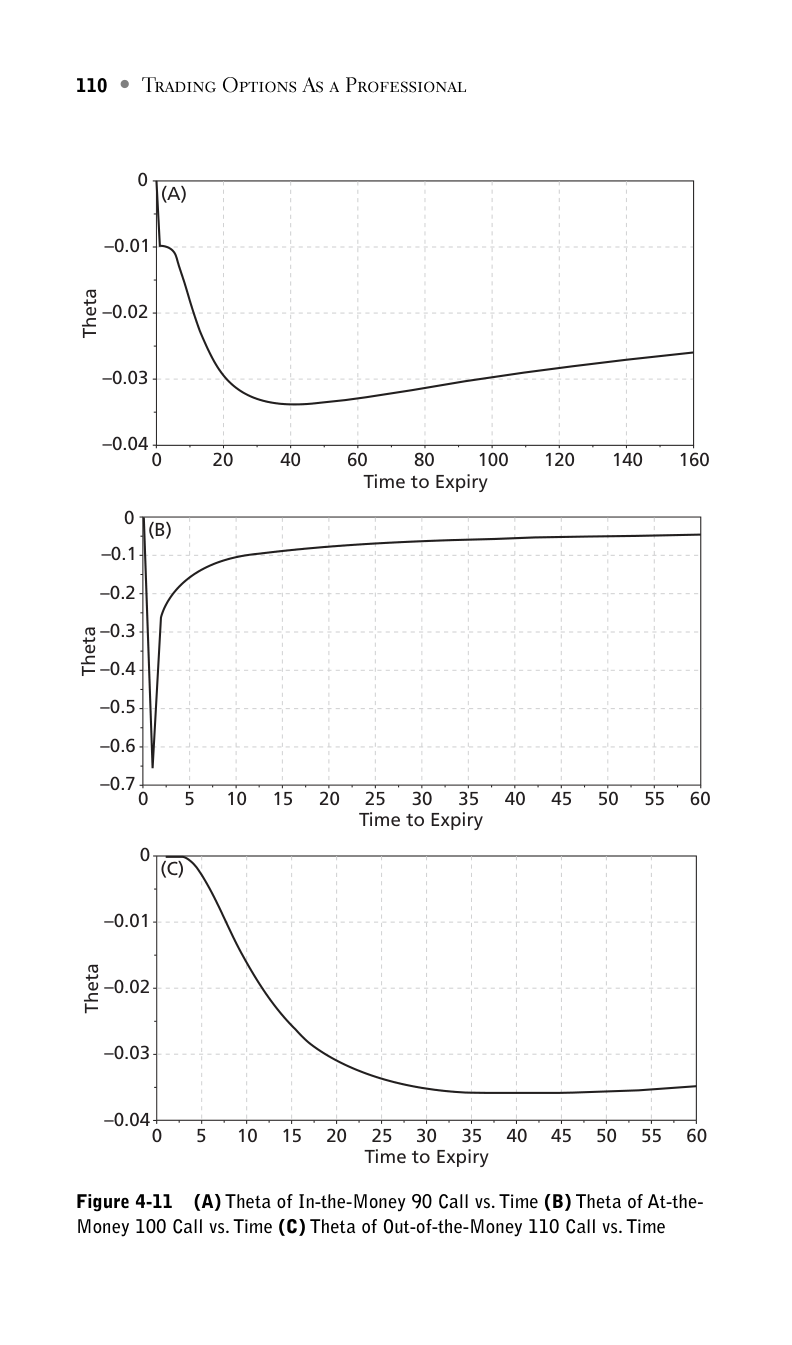 110 • Trading Options As a Professional
0
(A)
–0.01
–0.02
–0.03
–0.04
Theta
0 20 40 60 80 100 120 140 160
Time to Expiry
0
(B)
–0.1
–0.2
–0.3
–0.4
–0.5
–0.6
–0.7
Theta
0 5 10 15 20 25 30 35 40 45 50 55 60
Time to Expiry
0
(C)
–0.01
–0.02
–0.03
–0.04
Theta
0 5 10 15 20 25 30 35 40 45 50 55 60
Time to Expiry
Figure 4-11 (A) Theta of In-the-Money 90 Call vs. Time (B) Theta of At-the-
Money 100 Call vs. Time (C) Theta of Out-of-the-Money 110 Call vs. Time